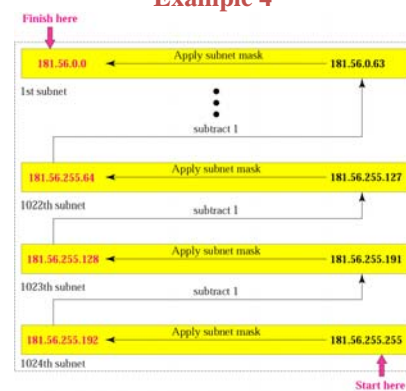 Example 4
Finish here
181.56.0.0 Apply subnet mask 181.56.0.63
1st subnet
subtract 1
181.56.255.64 Apply subnet mask 181.56.255.127
1022th subnet
subtract 1
181.56.255.128 Apply subnet mask 181.56.255.191
1023th subnet
subtract 1
181.56.255.192 Apply subnet mask 181.56.255.255
1024th subnet
Start here